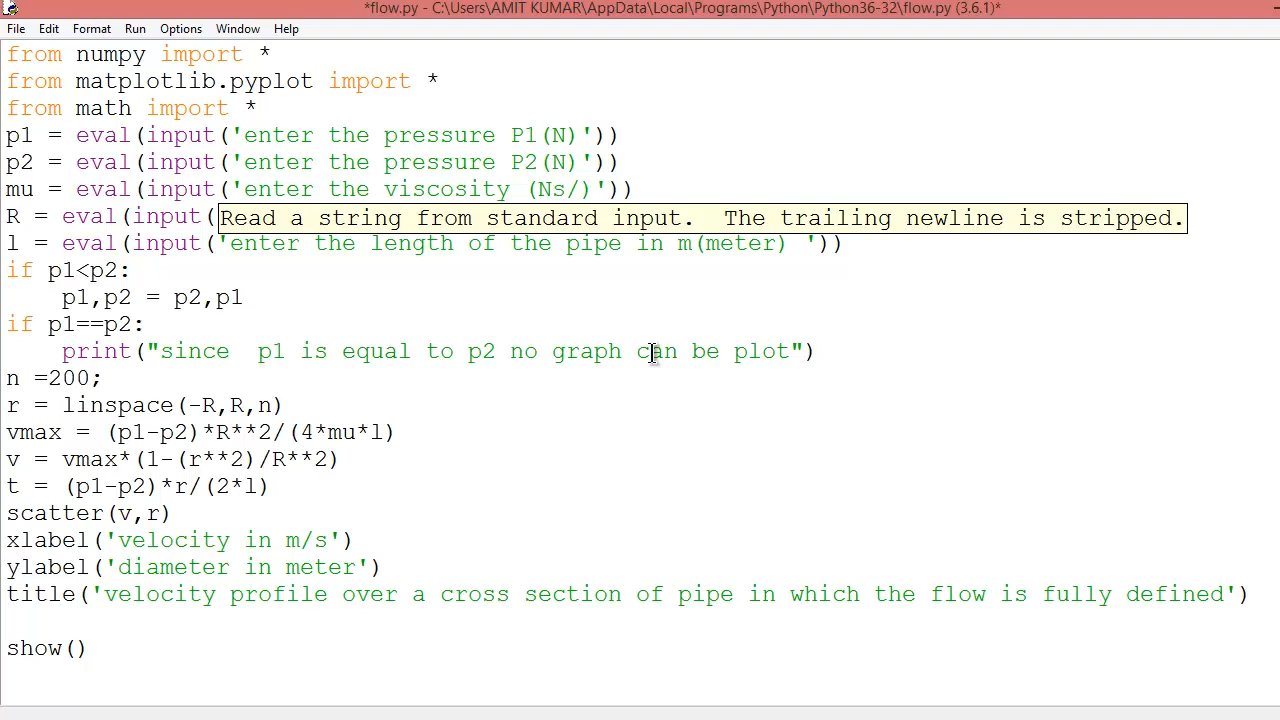 *flow.py - C:\Users\AMIT KUMAR\AppData\Local\Programs\Python\Python36-32\flow.py (3.6.1)*
File Edit Format Run Options Window Help
from numpy import *
from matplotlib.pyplot import *
from math import *
p1 = eval(input('enter the pressure P1(N)'))
p2 = eval(input('enter the pressure P2(N)'))
mu = eval(input('enter the viscosity (Ns/)'))
R = eval(input( Read a string from standard input.  The trailing newline is stripped.
l = eval(input('enter the length of the pipe in m(meter) '))
if p1<p2:
    p1,p2 = p2,p1
if p1==p2:
    print("since  p1 is equal to p2 no graph can be plot")
n =200;
r = linspace(-R,R,n)
vmax = (p1-p2)*R**2/(4*mu*l)
v = vmax*(1-(r**2)/R**2)
t = (p1-p2)*r/(2*l)
scatter(v,r)
xlabel('velocity in m/s')
ylabel('diameter in meter')
title('velocity profile over a cross section of pipe in which the flow is fully defined')
show()